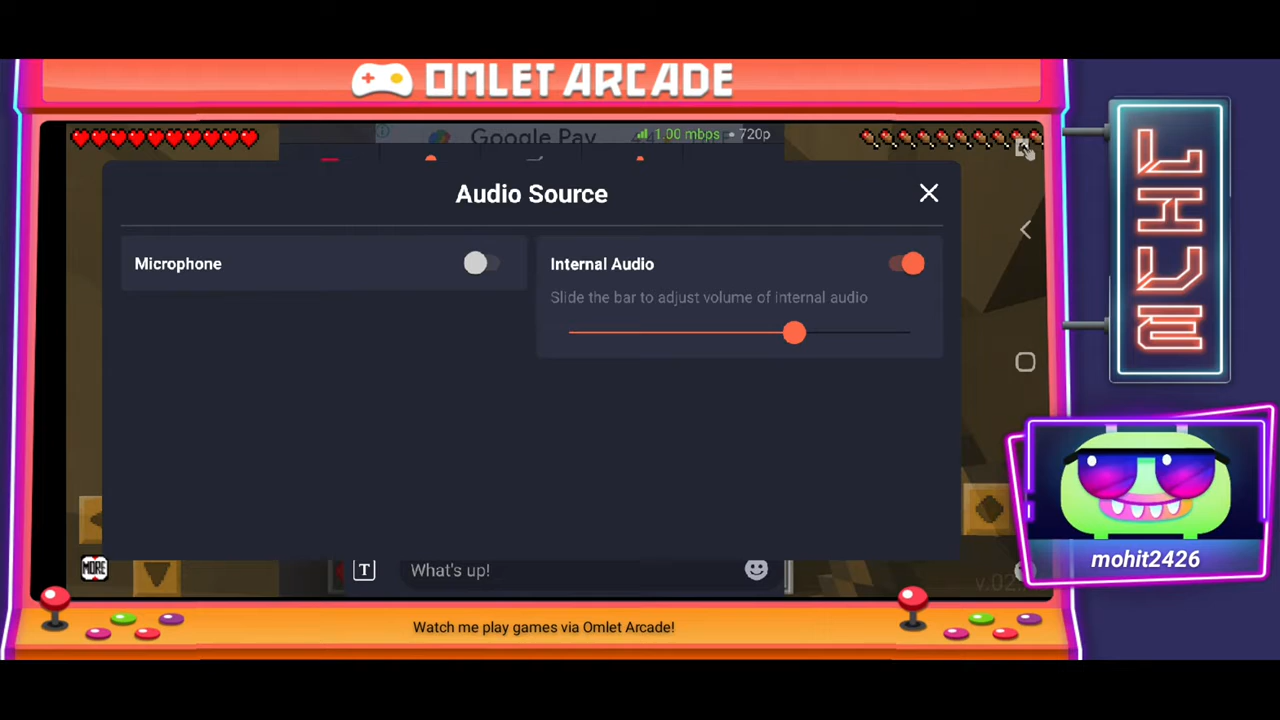 OMLET ARCADE
Google Pay
1.00 mbps • 720p
Audio Source
Microphone
Internal Audio
Slide the bar to adjust volume of internal audio
LIVE
MORE
T
What's up!
mohit2426
Watch me play games via Omlet Arcade!